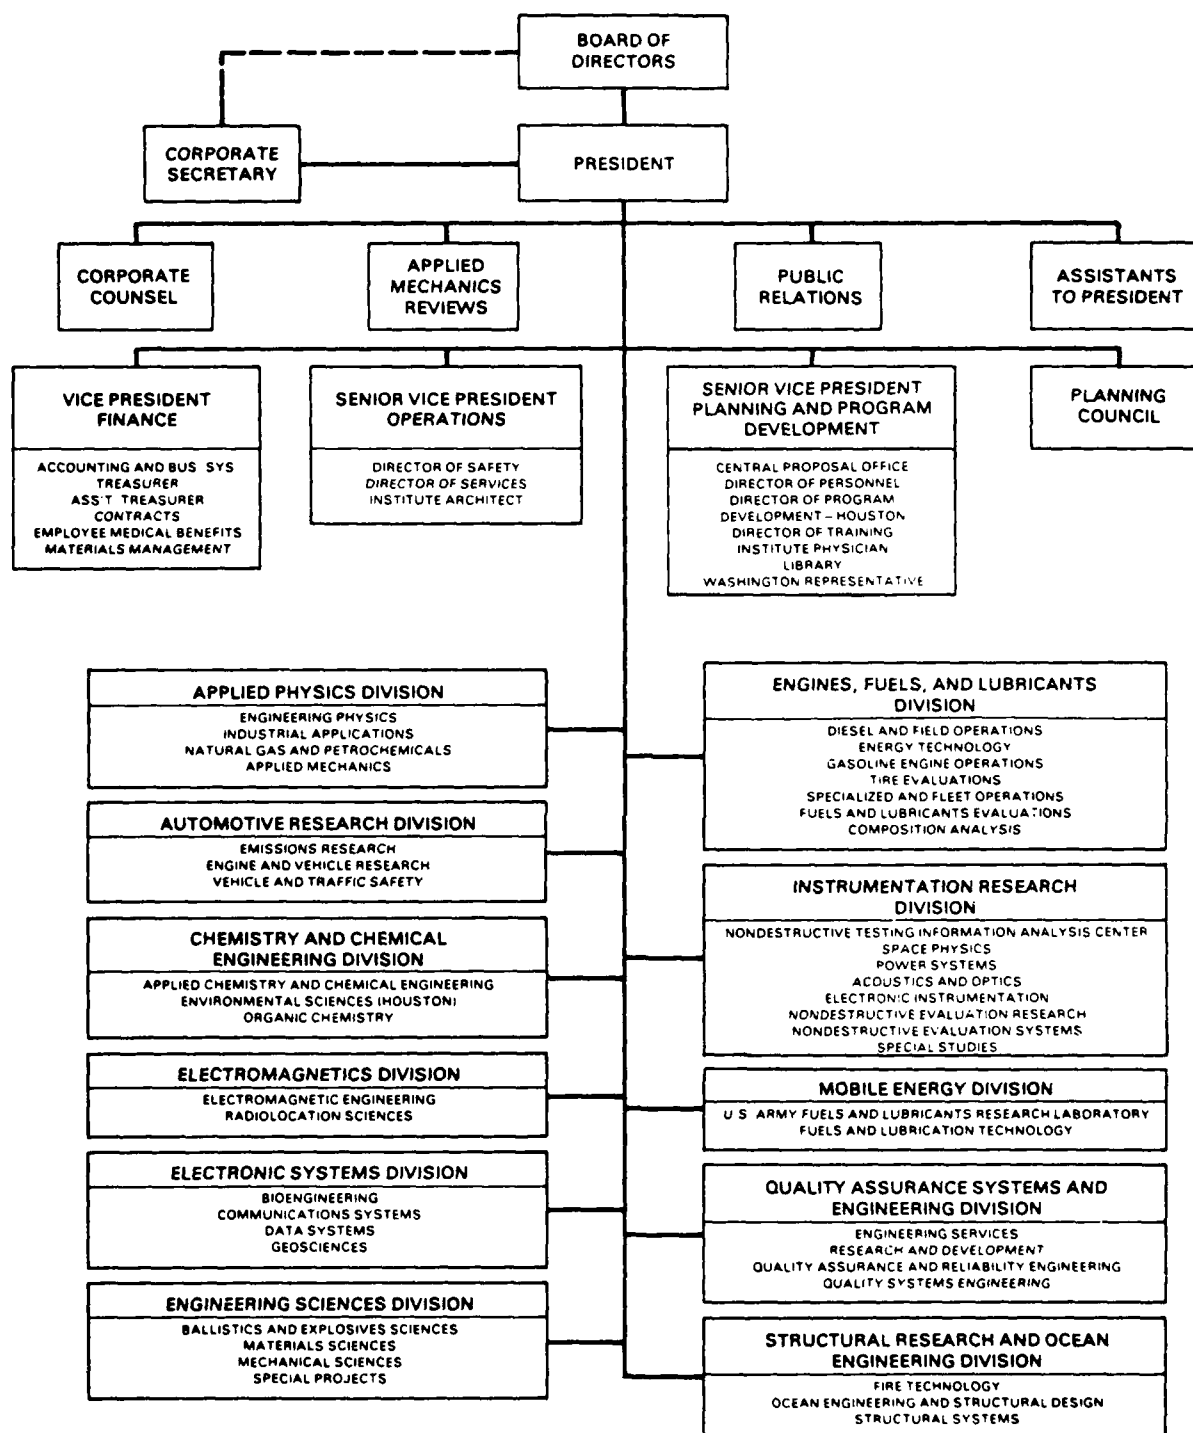 BOARD OF
DIRECTORS
CORPORATE
SECRETARY
PRESIDENT
CORPORATE
COUNSEL
APPLIED
MECHANICS
REVIEWS
PUBLIC
RELATIONS
ASSISTANTS
TO PRESIDENT
VICE PRESIDENT
FINANCE
ACCOUNTING AND BUS SYS
TREASURER
ASS'T TREASURER
CONTRACTS
EMPLOYEE MEDICAL BENEFITS
MATERIALS MANAGEMENT
SENIOR VICE PRESIDENT
OPERATIONS
DIRECTOR OF SAFETY
DIRECTOR OF SERVICES
INSTITUTE ARCHITECT
SENIOR VICE PRESIDENT
PLANNING AND PROGRAM
DEVELOPMENT
CENTRAL PROPOSAL OFFICE
DIRECTOR OF PERSONNEL
DIRECTOR OF PROGRAM
DEVELOPMENT – HOUSTON
DIRECTOR OF TRAINING
INSTITUTE PHYSICIAN
LIBRARY
WASHINGTON REPRESENTATIVE
PLANNING
COUNCIL
APPLIED PHYSICS DIVISION
ENGINEERING PHYSICS
INDUSTRIAL APPLICATIONS
NATURAL GAS AND PETROCHEMICALS
APPLIED MECHANICS
AUTOMOTIVE RESEARCH DIVISION
EMISSIONS RESEARCH
ENGINE AND VEHICLE RESEARCH
VEHICLE AND TRAFFIC SAFETY
CHEMISTRY AND CHEMICAL
ENGINEERING DIVISION
APPLIED CHEMISTRY AND CHEMICAL ENGINEERING
ENVIRONMENTAL SCIENCES (HOUSTON)
ORGANIC CHEMISTRY
ELECTROMAGNETICS DIVISION
ELECTROMAGNETIC ENGINEERING
RADIOLOCATION SCIENCES
ELECTRONIC SYSTEMS DIVISION
BIOENGINEERING
COMMUNICATIONS SYSTEMS
DATA SYSTEMS
GEOSCIENCES
ENGINEERING SCIENCES DIVISION
BALLISTICS AND EXPLOSIVES SCIENCES
MATERIALS SCIENCES
MECHANICAL SCIENCES
SPECIAL PROJECTS
ENGINES, FUELS, AND LUBRICANTS
DIVISION
DIESEL AND FIELD OPERATIONS
ENERGY TECHNOLOGY
GASOLINE ENGINE OPERATIONS
TIRE EVALUATIONS
SPECIALIZED AND FLEET OPERATIONS
FUELS AND LUBRICANTS EVALUATIONS
COMPOSITION ANALYSIS
INSTRUMENTATION RESEARCH
DIVISION
NONDESTRUCTIVE TESTING INFORMATION ANALYSIS CENTER
SPACE PHYSICS
POWER SYSTEMS
ACOUSTICS AND OPTICS
ELECTRONIC INSTRUMENTATION
NONDESTRUCTIVE EVALUATION RESEARCH
NONDESTRUCTIVE EVALUATION SYSTEMS
SPECIAL STUDIES
MOBILE ENERGY DIVISION
U S ARMY FUELS AND LUBRICANTS RESEARCH LABORATORY
FUELS AND LUBRICATION TECHNOLOGY
QUALITY ASSURANCE SYSTEMS AND
ENGINEERING DIVISION
ENGINEERING SERVICES
RESEARCH AND DEVELOPMENT
QUALITY ASSURANCE AND RELIABILITY ENGINEERING
QUALITY SYSTEMS ENGINEERING
STRUCTURAL RESEARCH AND OCEAN
ENGINEERING DIVISION
FIRE TECHNOLOGY
OCEAN ENGINEERING AND STRUCTURAL DESIGN
STRUCTURAL SYSTEMS